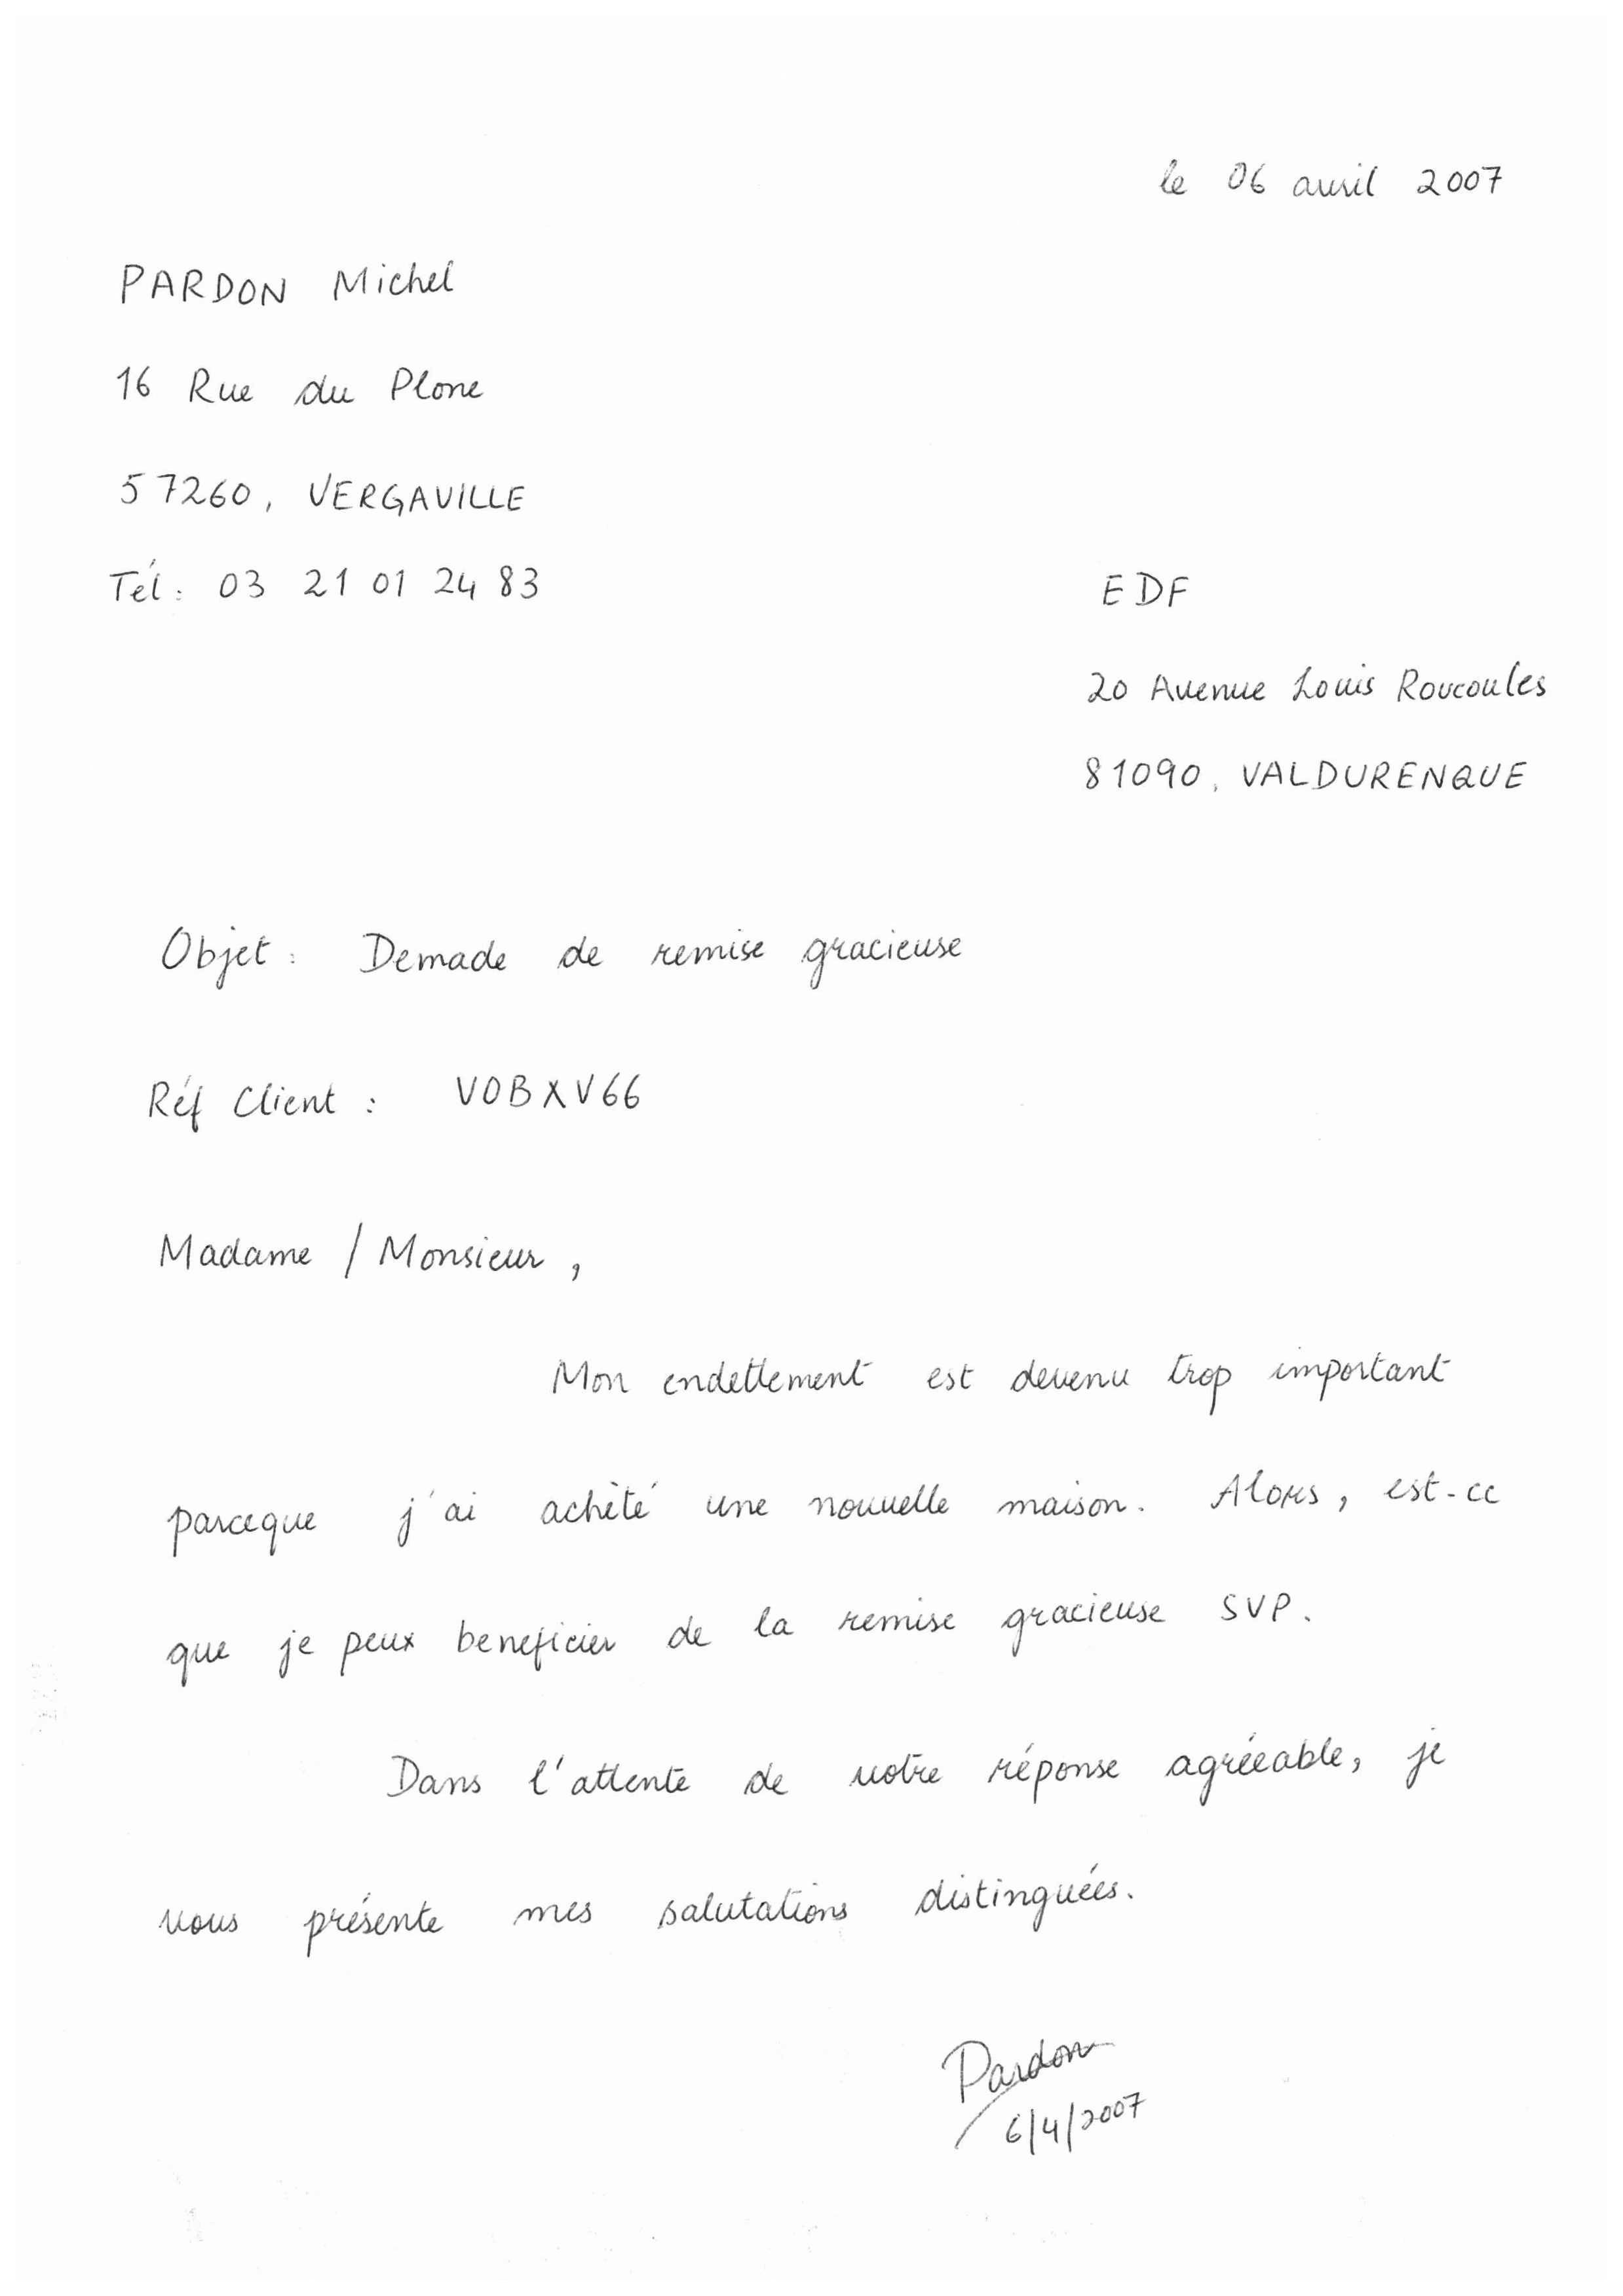 le 06 avril 2007
PARDON Michel
16 Rue du Plone
57260, VERGAVILLE
Tél : 03 21 01 24 83
EDF
20 Avenue Louis Roucoules
81090, VALDURENQUE
Objet : Demade de remise gracieuse
Réf Client : VOBXV66
Madame / Monsieur,
Mon endettement est devenu trop important
parceque j'ai achèté une nouvelle maison. Alors, est-ce
que je peux beneficier de la remise gracieuse SVP.
Dans l'attente de votre réponse agréeable, je
vous présente mes salutations distinguées.
Pardon
6/4/2007